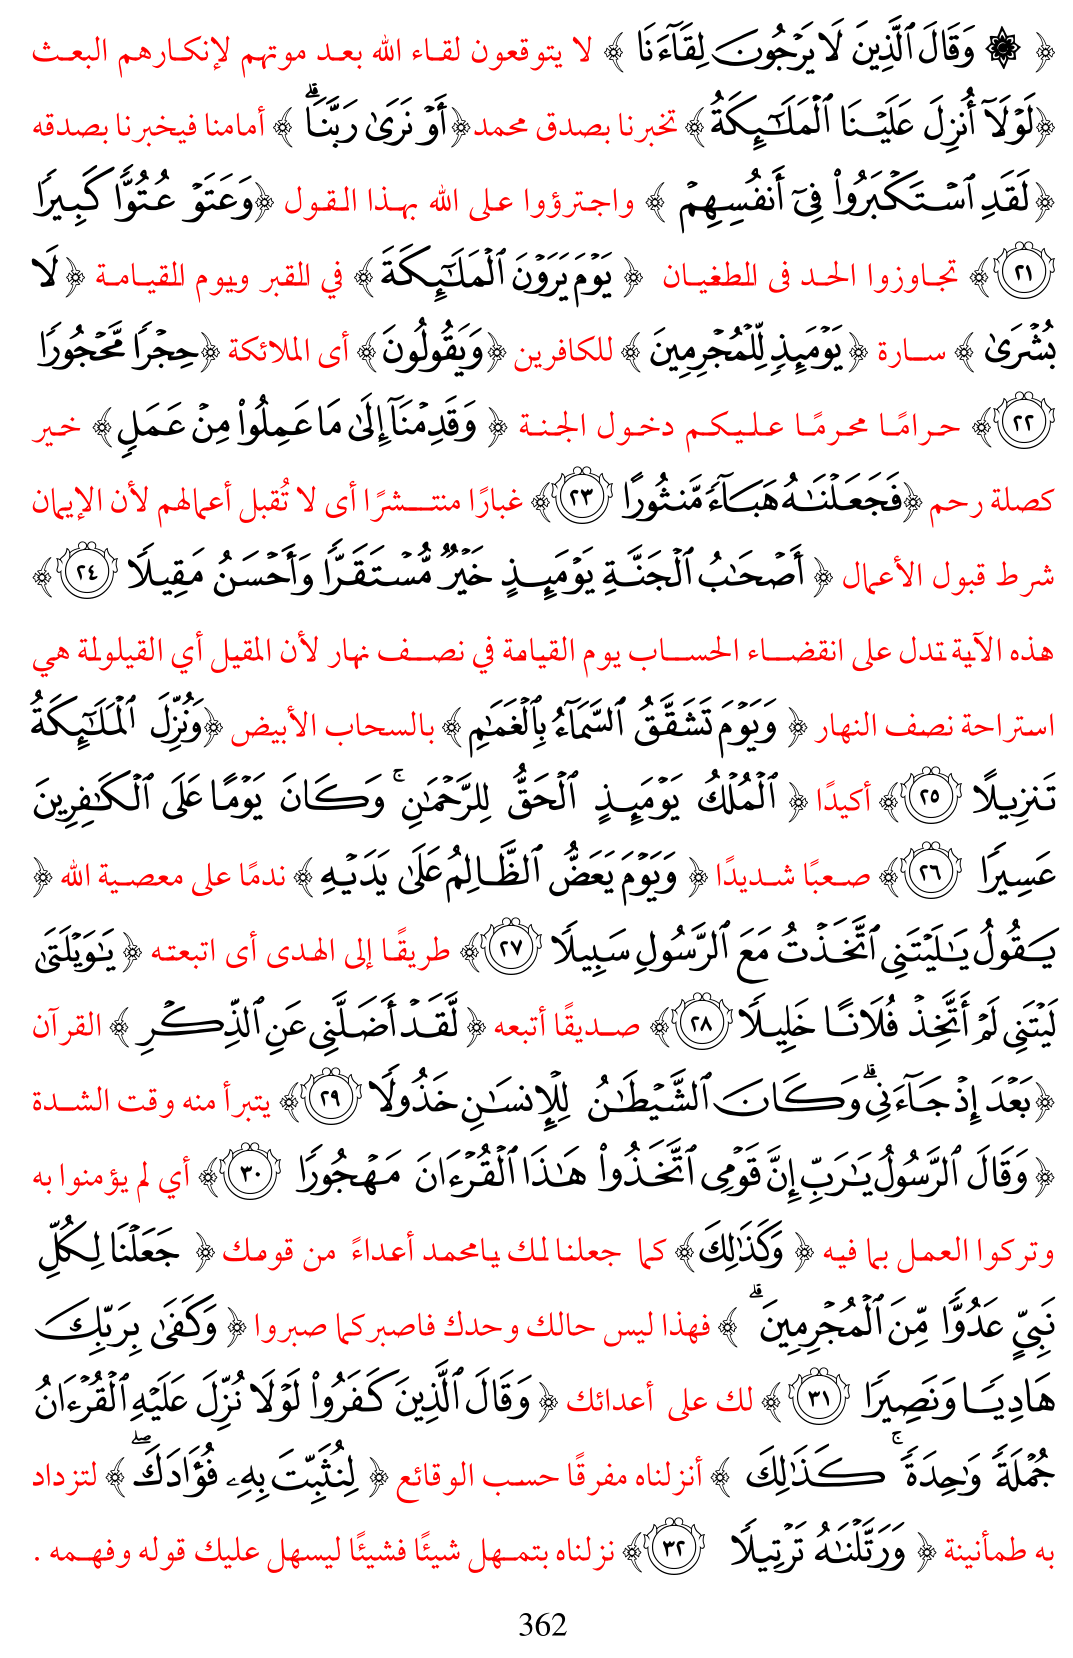 ﴿ ۞ وَقَالَ ٱلَّذِينَ لَا يَرۡجُونَ لِقَآءَنَا ﴾ لا يتوقعون لقاء الله بعد موتهم لإنكارهم البعث
﴿لَوۡلَآ أُنزِلَ عَلَيۡنَا ٱلۡمَلَـٰٓئِكَةُ﴾ تخبرنا بصدق محمد﴿أَوۡ نَرَىٰ رَبَّنَاۗ ﴾ أمامنا فيخبرنا بصدقه
﴿لَقَدِ ٱسۡتَكۡبَرُواْ فِيٓ أَنفُسِهِمۡ ﴾ واجترؤوا على الله بهذا القول ﴿وَعَتَوۡ عُتُوّٗا كَبِيرٗا
٢١﴾ تجاوزوا الحد فى الطغيان ﴿ يَوۡمَ يَرَوۡنَ ٱلۡمَلَـٰٓئِكَةَ ﴾ في القبر ويوم القيامة ﴿لَا
بُشۡرَىٰ ﴾ سارة ﴿يَوۡمَئِذٖ لِّلۡمُجۡرِمِينَ ﴾ للكافرين ﴿وَيَقُولُونَ﴾ أى الملائكة ﴿حِجۡرٗا مَّحۡجُورٗا
٢٢﴾ حرامًا محرمًا عليكم دخول الجنة ﴿ وَقَدِمۡنَآ إِلَىٰ مَا عَمِلُواْ مِنۡ عَمَلٖ﴾ خير
كصلة رحم ﴿فَجَعَلۡنَـٰهُ هَبَآءٗ مَّنثُورًا ٢٣﴾ غبارًا منتشرًا أى لا تُقبل أعمالهم لأن الإيمان
شرط قبول الأعمال ﴿ أَصۡحَـٰبُ ٱلۡجَنَّةِ يَوۡمَئِذٍ خَيۡرٞ مُّسۡتَقَرّٗا وَأَحۡسَنُ مَقِيلٗا ٢٤﴾
هذه الآية تدل على انقضاء الحساب يوم القيامة في نصف نهار لأن المقيل أي القيلولة هي
استراحة نصف النهار ﴿ وَيَوۡمَ تَشَقَّقُ ٱلسَّمَآءُ بِٱلۡغَمَـٰمِ ﴾ بالسحاب الأبيض ﴿وَنُزِّلَ ٱلۡمَلَـٰٓئِكَةُ
تَنزِيلًا ٢٥﴾ أكيدًا ﴿ ٱلۡمُلۡكُ يَوۡمَئِذٍ ٱلۡحَقُّ لِلرَّحۡمَـٰنِۚ وَكَانَ يَوۡمًا عَلَى ٱلۡكَـٰفِرِينَ
عَسِيرٗا ٢٦﴾ صعبًا شديدًا ﴿ وَيَوۡمَ يَعَضُّ ٱلظَّالِمُ عَلَىٰ يَدَيۡهِ﴾ ندمًا على معصية الله ﴿
يَقُولُ يَـٰلَيۡتَنِي ٱتَّخَذۡتُ مَعَ ٱلرَّسُولِ سَبِيلٗا ٢٧﴾ طريقًا إلى الهدى أى اتبعته ﴿ يَـٰوَيۡلَتَىٰ
لَيۡتَنِي لَمۡ أَتَّخِذۡ فُلَانًا خَلِيلٗا ٢٨﴾ صديقًا أتبعه ﴿ لَّقَدۡ أَضَلَّنِي عَنِ ٱلذِّكۡرِ ﴾ القرآن
﴿بَعۡدَ إِذۡ جَآءَنِيۗ وَكَانَ ٱلشَّيۡطَـٰنُ لِلۡإِنسَـٰنِ خَذُولٗا ٢٩﴾ يتبرأ منه وقت الشدة
﴿ وَقَالَ ٱلرَّسُولُ يَـٰرَبِّ إِنَّ قَوۡمِي ٱتَّخَذُواْ هَـٰذَا ٱلۡقُرۡءَانَ مَهۡجُورٗا ٣٠﴾ أي لم يؤمنوا به
وتركوا العمل بما فيه ﴿ وَكَذَٰلِكَ﴾ كما جعلنا لك يامحمد أعداءً من قومك ﴿ جَعَلۡنَا لِكُلِّ
نَبِيٍّ عَدُوّٗا مِّنَ ٱلۡمُجۡرِمِينَۗ ﴾ فهذا ليس حالك وحدك فاصبر كما صبروا ﴿ وَكَفَىٰ بِرَبِّكَ
هَادِيٗا وَنَصِيرٗا ٣١﴾ لك على أعدائك ﴿ وَقَالَ ٱلَّذِينَ كَفَرُواْ لَوۡلَا نُزِّلَ عَلَيۡهِ ٱلۡقُرۡءَانُ
جُمۡلَةٗ وَٰحِدَةٗۚ كَذَٰلِكَ ﴾ أنزلناه مفرقًا حسب الوقائع ﴿ لِنُثَبِّتَ بِهِۦ فُؤَادَكَۖ ﴾ لتزداد
به طمأنينة ﴿ وَرَتَّلۡنَـٰهُ تَرۡتِيلٗا ٣٢﴾ نزلناه بتمهل شيئًا فشيئًا ليسهل عليك قوله وفهمه .
362